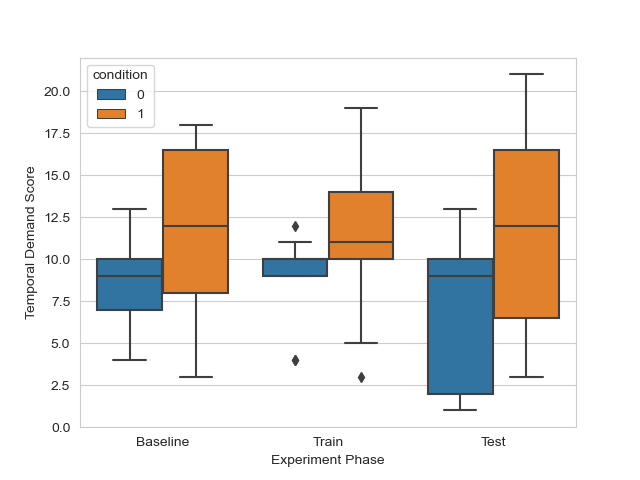 condition
0
1
20.0
17.5
15.0
12.5
10.0
7.5
5.0
2.5
0.0
Temporal Demand Score
Baseline Train Test
Experiment Phase